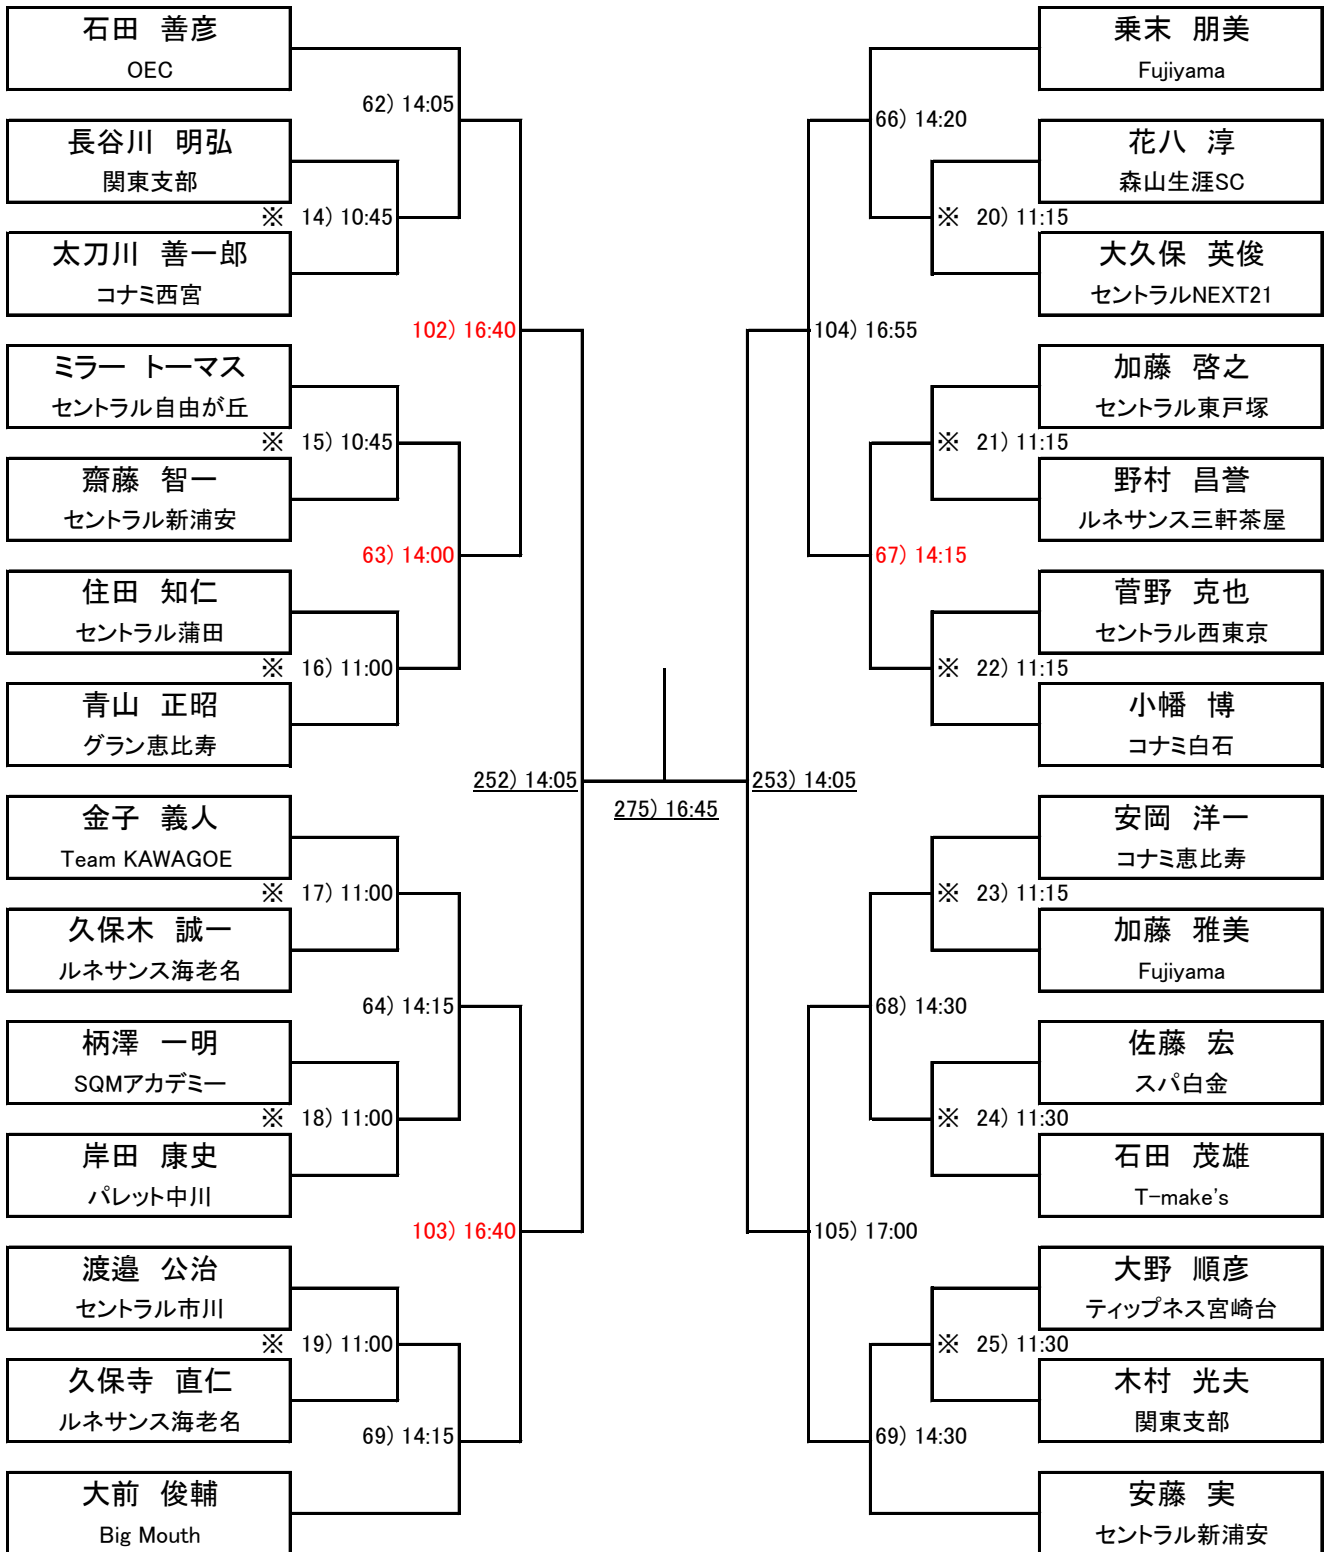 石田　善彦
OEC
62) 14:05
長谷川　明弘
関東支部
※ 14) 10:45
太刀川　善一郎
コナミ西宮
102) 16:40
ミラー　トーマス
セントラル自由が丘
※ 15) 10:45
齋藤　智一
セントラル新浦安
63) 14:00
住田　知仁
セントラル蒲田
※ 16) 11:00
青山　正昭
グラン恵比寿
252) 14:05
金子　義人
Team KAWAGOE
※ 17) 11:00
久保木　誠一
ルネサンス海老名
64) 14:15
柄澤　一明
SQMアカデミー
※ 18) 11:00
岸田　康史
パレット中川
103) 16:40
渡邉　公治
セントラル市川
※ 19) 11:00
久保寺　直仁
ルネサンス海老名
69) 14:15
大前　俊輔
Big Mouth
275) 16:45
乗末　朋美
Fujiyama
66) 14:20
花八　淳
森山生涯SC
※ 20) 11:15
大久保　英俊
セントラルNEXT21
104) 16:55
加藤　啓之
セントラル東戸塚
※ 21) 11:15
野村　昌誉
ルネサンス三軒茶屋
67) 14:15
菅野　克也
セントラル西東京
※ 22) 11:15
小幡　博
コナミ白石
253) 14:05
安岡　洋一
コナミ恵比寿
※ 23) 11:15
加藤　雅美
Fujiyama
68) 14:30
佐藤　宏
スパ白金
※ 24) 11:30
石田　茂雄
T-make's
105) 17:00
大野　順彦
ティップネス宮崎台
※ 25) 11:30
木村　光夫
関東支部
69) 14:30
安藤　実
セントラル新浦安